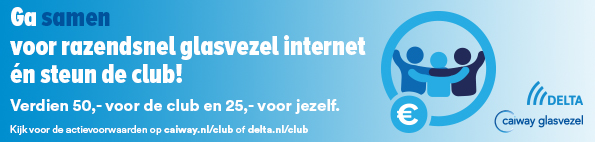 Ga samen
voor razendsnel glasvezel internet
én steun de club!
Verdien 50,- voor de club en 25,- voor jezelf.
Kijk voor de actievoorwaarden op caiway.nl/club of delta.nl/club
€
DELTA
caiway glasvezel